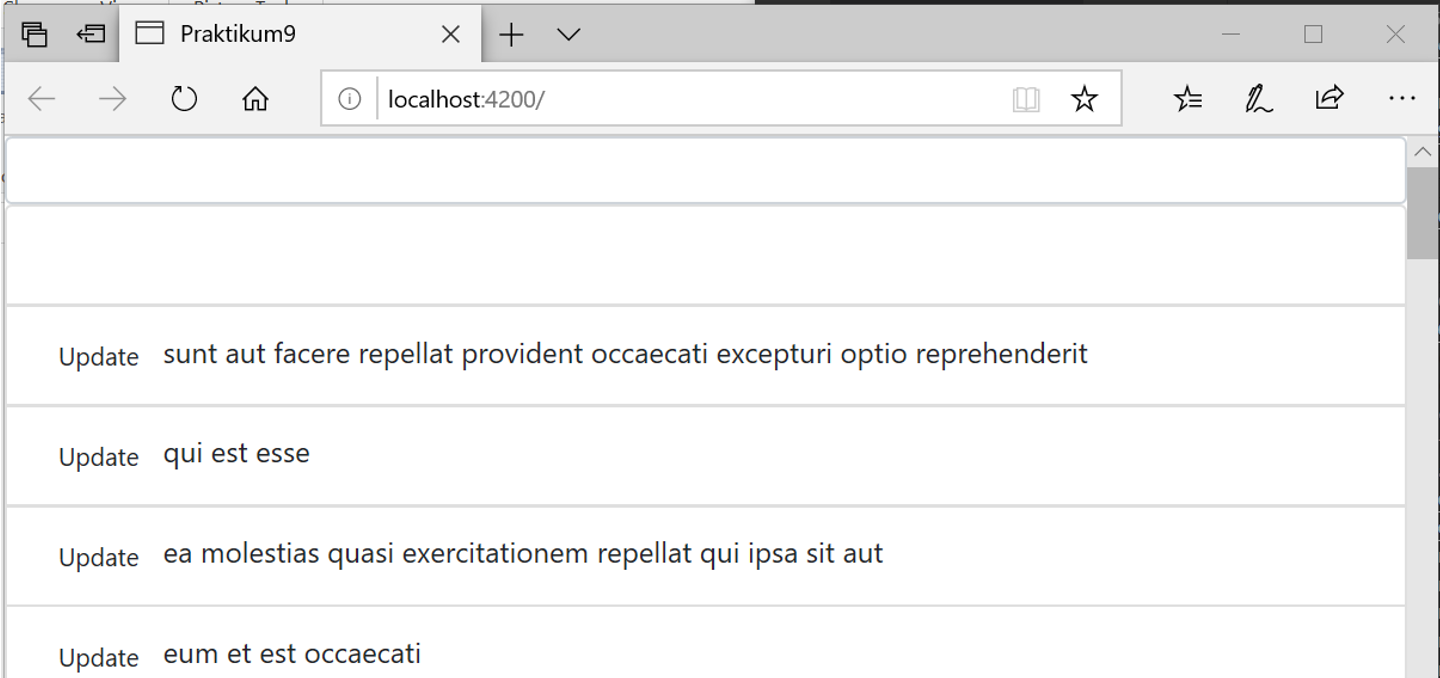 Praktikum9
localhost:4200/
Update sunt aut facere repellat provident occaecati excepturi optio reprehenderit
Update qui est esse
Update ea molestias quasi exercitationem repellat qui ipsa sit aut
Update eum et est occaecati